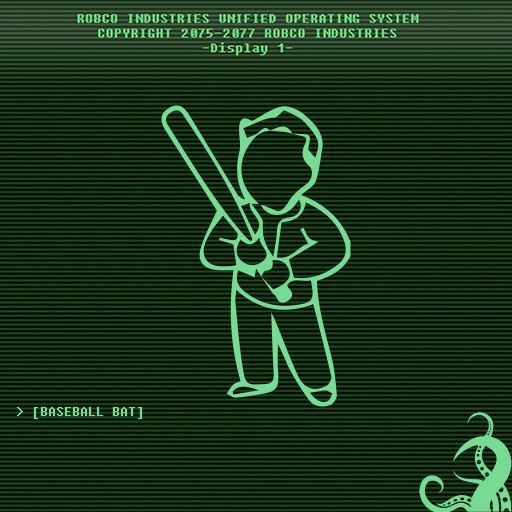 ROBCO INDUSTRIES UNIFIED OPERATING SYSTEM
COPYRIGHT 2075-2077 ROBCO INDUSTRIES
-Display 1-
> [BASEBALL BAT]